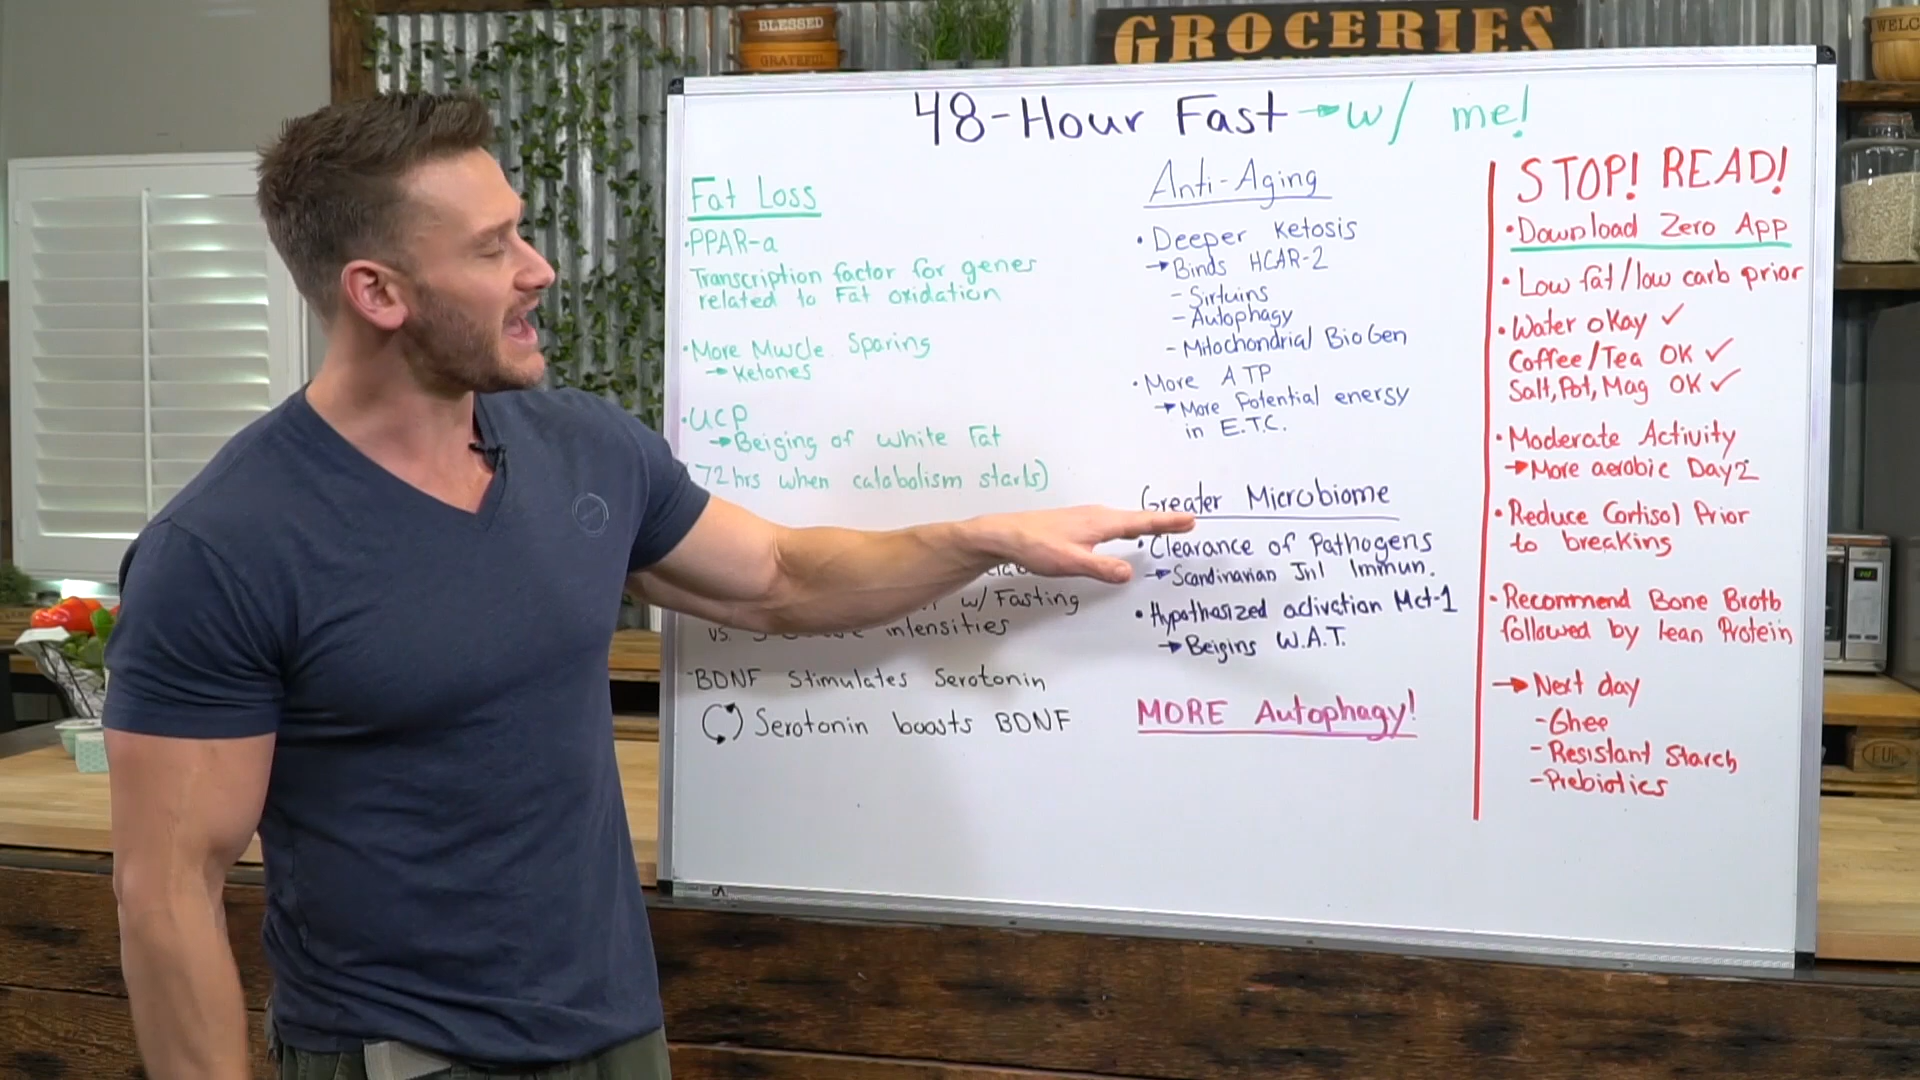 BLESSED
GRATEFUL
GROCERIES
48-Hour Fast → w/ me!
Fat Loss
•PPAR-a
Transcription factor for genes
related to Fat oxidation
•More Muscle Sparing
→ Ketones
•UCP
→Beiging of white Fat
(72hrs when catabolism starts)
w/Fasting
vs.
intensities
-BDNF Stimulates Serotonin
Serotonin boosts BDNF
Anti-Aging
• Deeper Ketosis
→ Binds HCAR-2
- Sirtuins
- Autophagy
- Mitochondrial BioGen
• More ATP
→ More Potential energy
in E.T.C.
Greater Microbiome
• Clearance of Pathogens
→ Scandinavian Jnl Immun.
• Hypothesized activation Mct-1
→ Beigins W.A.T.
MORE Autophagy!
STOP! READ!
• Download Zero App
• Low fat/low carb prior
• Water okay ✓
Coffee/Tea OK ✓
Salt, Pot, Mag OK ✓
• Moderate Activity
→More aerobic Day 2
• Reduce Cortisol Prior
to breaking
• Recommend Bone Broth
followed by lean Protein
→ Next day
-Ghee
-Resistant Starch
-Prebiotics